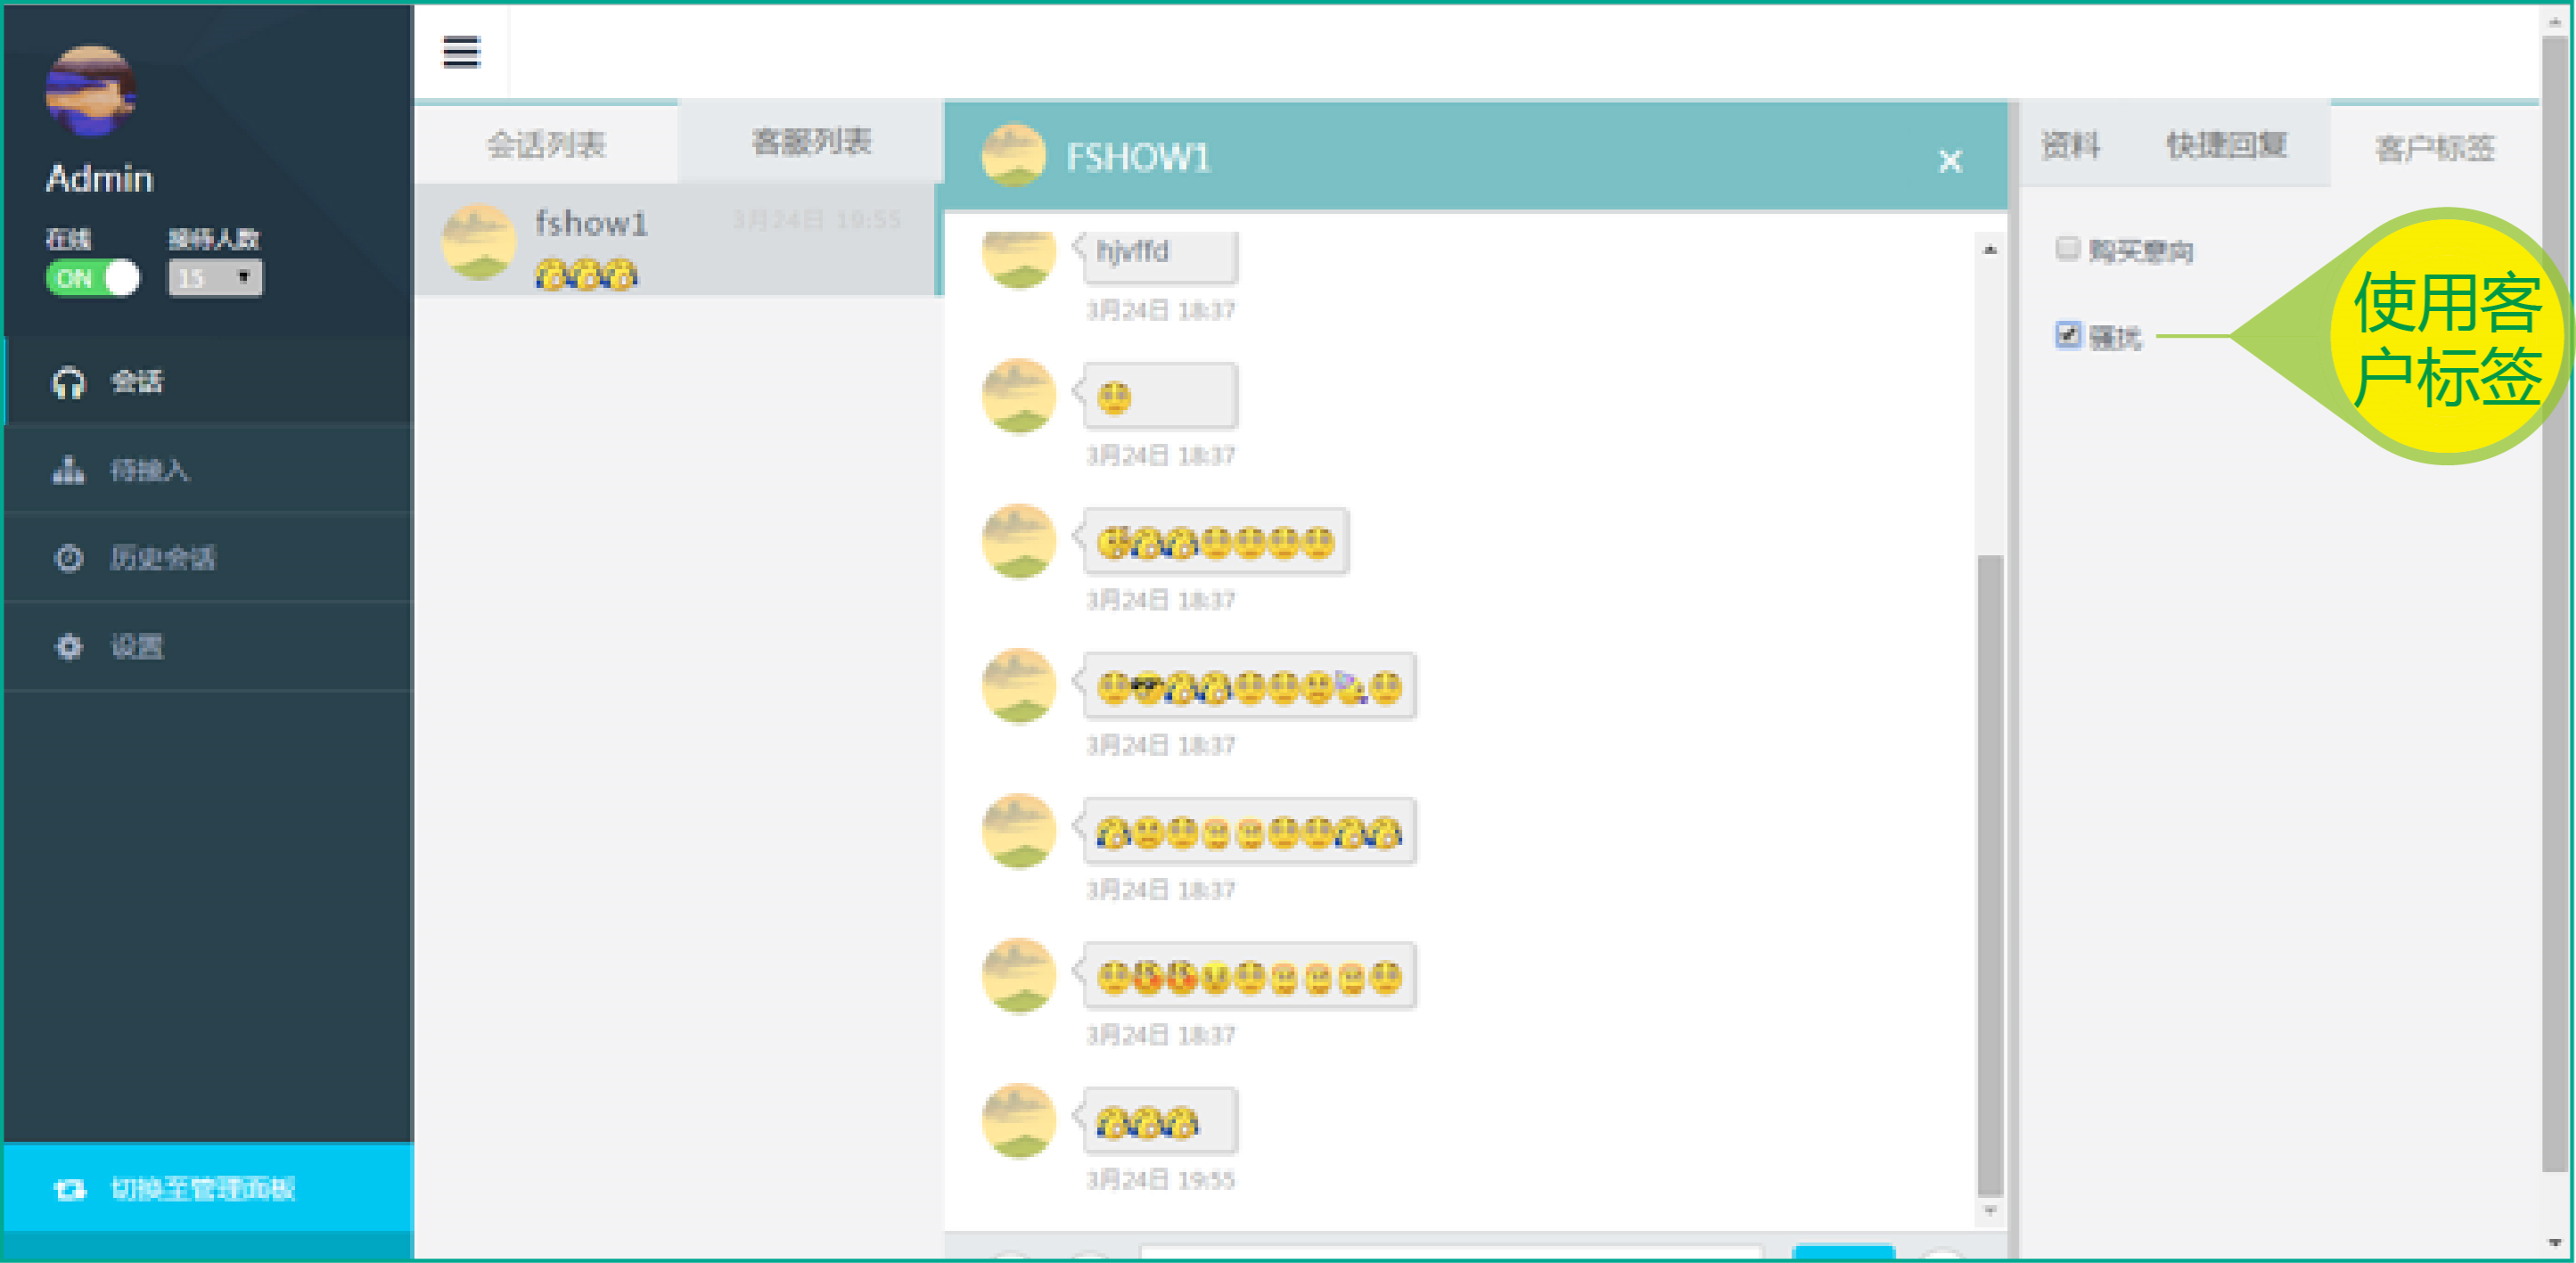 Admin
在线 接待人数
ON 15
会话
待接入
历史会话
设置
切换至管理面板
会话列表 客服列表
fshow1 3月24日 19:55
FSHOW1
hjvffd
3月24日 18:37
3月24日 18:37
3月24日 18:37
3月24日 18:37
3月24日 18:37
3月24日 18:37
3月24日 19:55
资料 快捷回复 客户标签
购买意向
骚扰
使用客
户标签